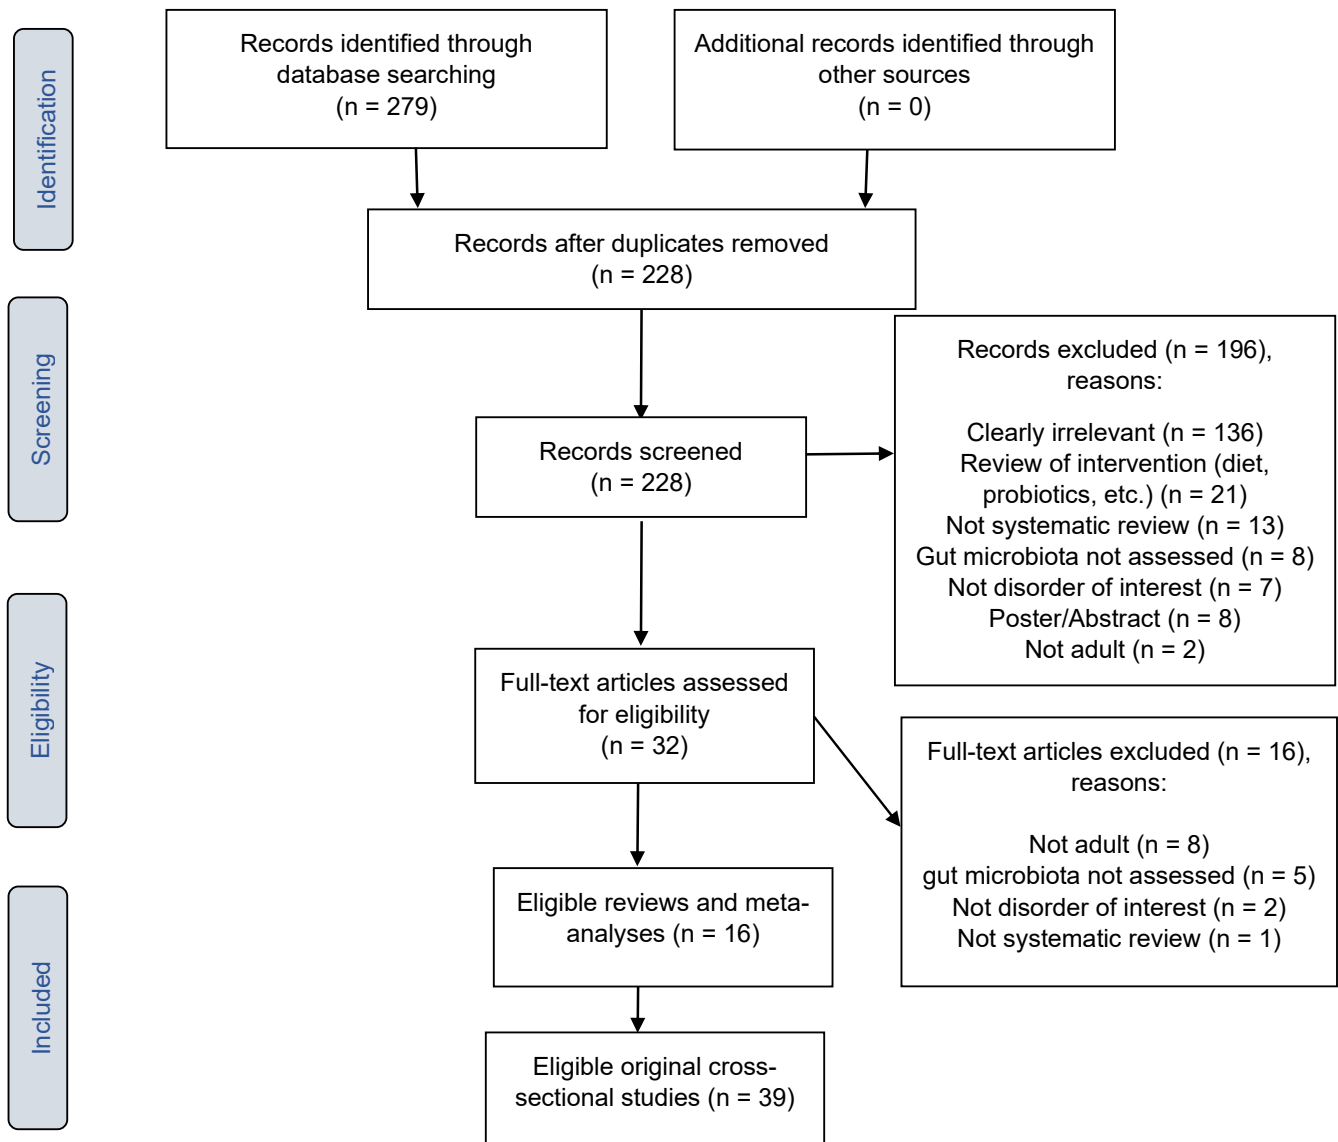 Identification
Records identified through
database searching
(n = 279)
Additional records identified through
other sources
(n = 0)
Records after duplicates removed
(n = 228)
Screening
Records screened
(n = 228)
Records excluded (n = 196),
reasons:
Clearly irrelevant (n = 136)
Review of intervention (diet,
probiotics, etc.) (n = 21)
Not systematic review (n = 13)
Gut microbiota not assessed (n = 8)
Not disorder of interest (n = 7)
Poster/Abstract (n = 8)
Not adult (n = 2)
Eligibility
Full-text articles assessed
for eligibility
(n = 32)
Full-text articles excluded (n = 16),
reasons:
Not adult (n = 8)
gut microbiota not assessed (n = 5)
Not disorder of interest (n = 2)
Not systematic review (n = 1)
Included
Eligible reviews and meta-
analyses (n = 16)
Eligible original cross-
sectional studies (n = 39)